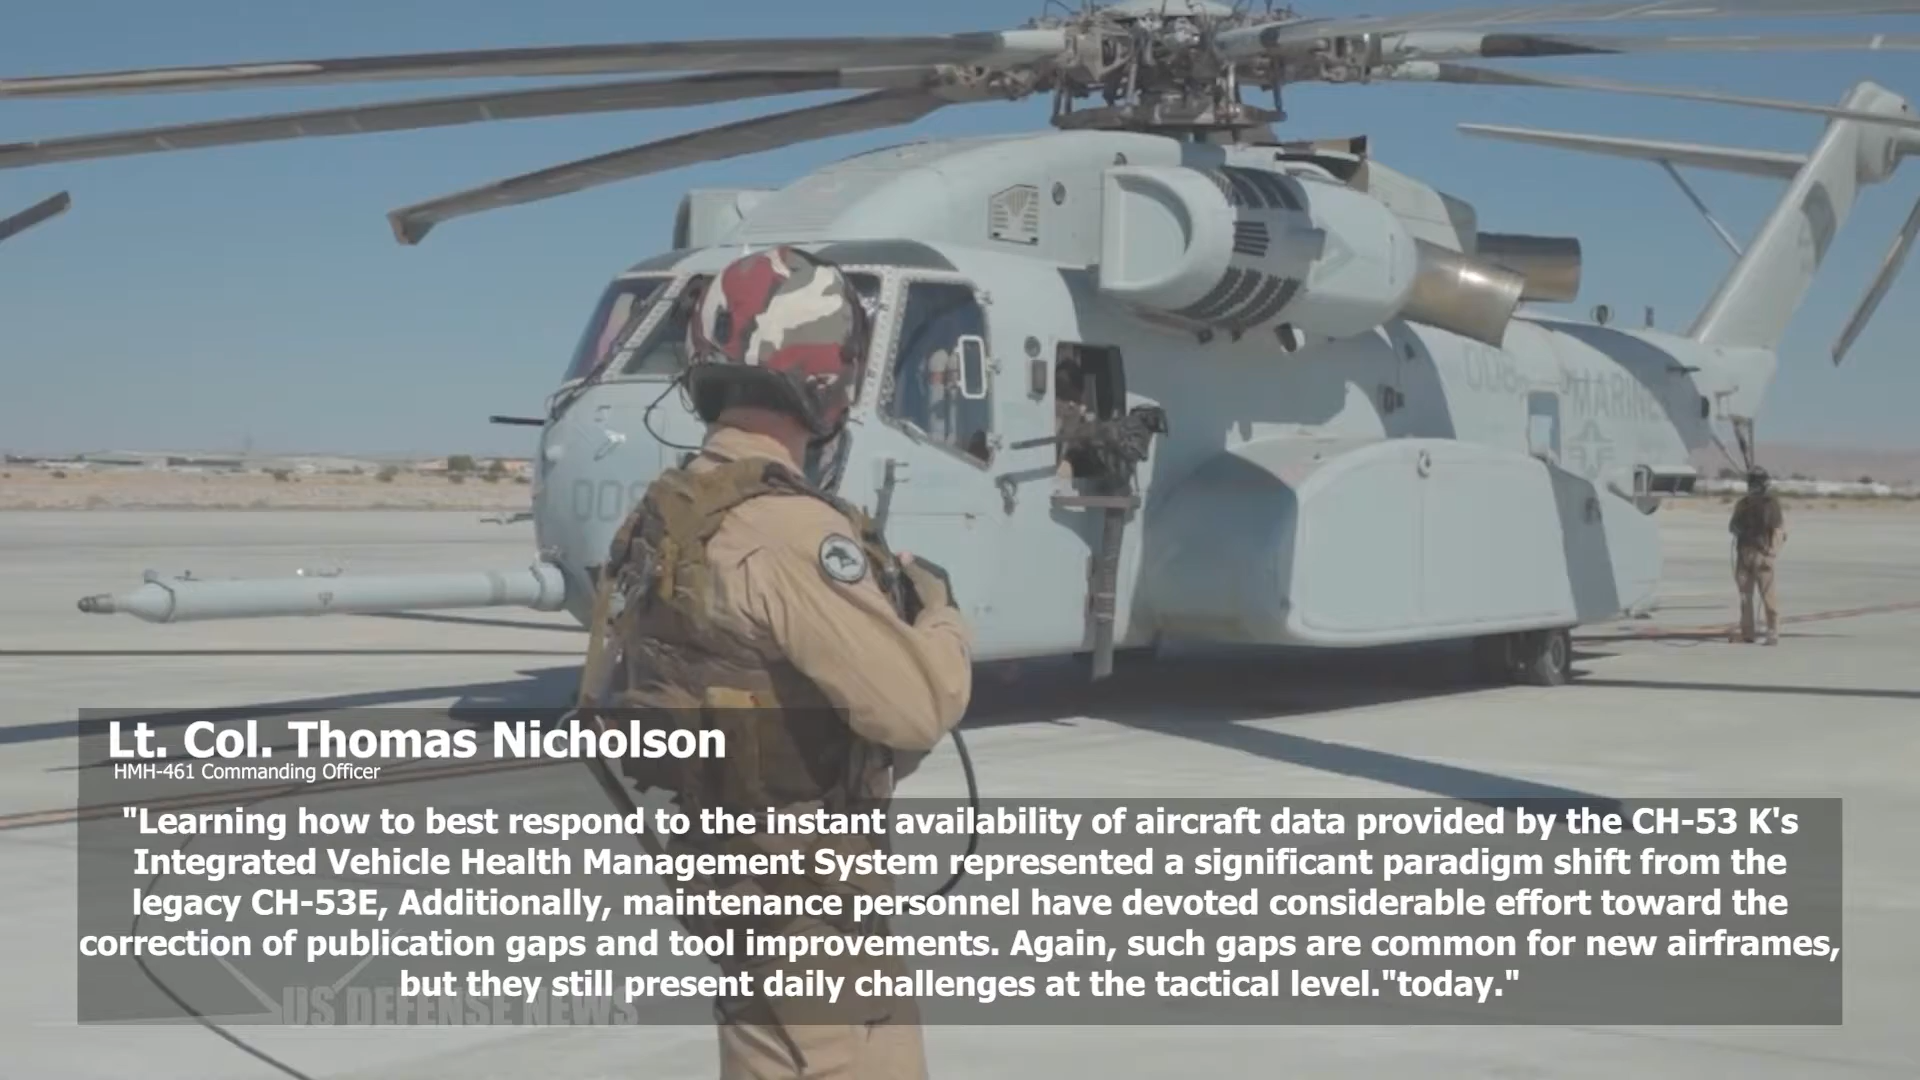 008
MARINES
008
Lt. Col. Thomas Nicholson
HMH-461 Commanding Officer
"Learning how to best respond to the instant availability of aircraft data provided by the CH-53 K's
Integrated Vehicle Health Management System represented a significant paradigm shift from the
legacy CH-53E, Additionally, maintenance personnel have devoted considerable effort toward the
correction of publication gaps and tool improvements. Again, such gaps are common for new airframes,
but they still present daily challenges at the tactical level."today."
US DEFENSE NEWS